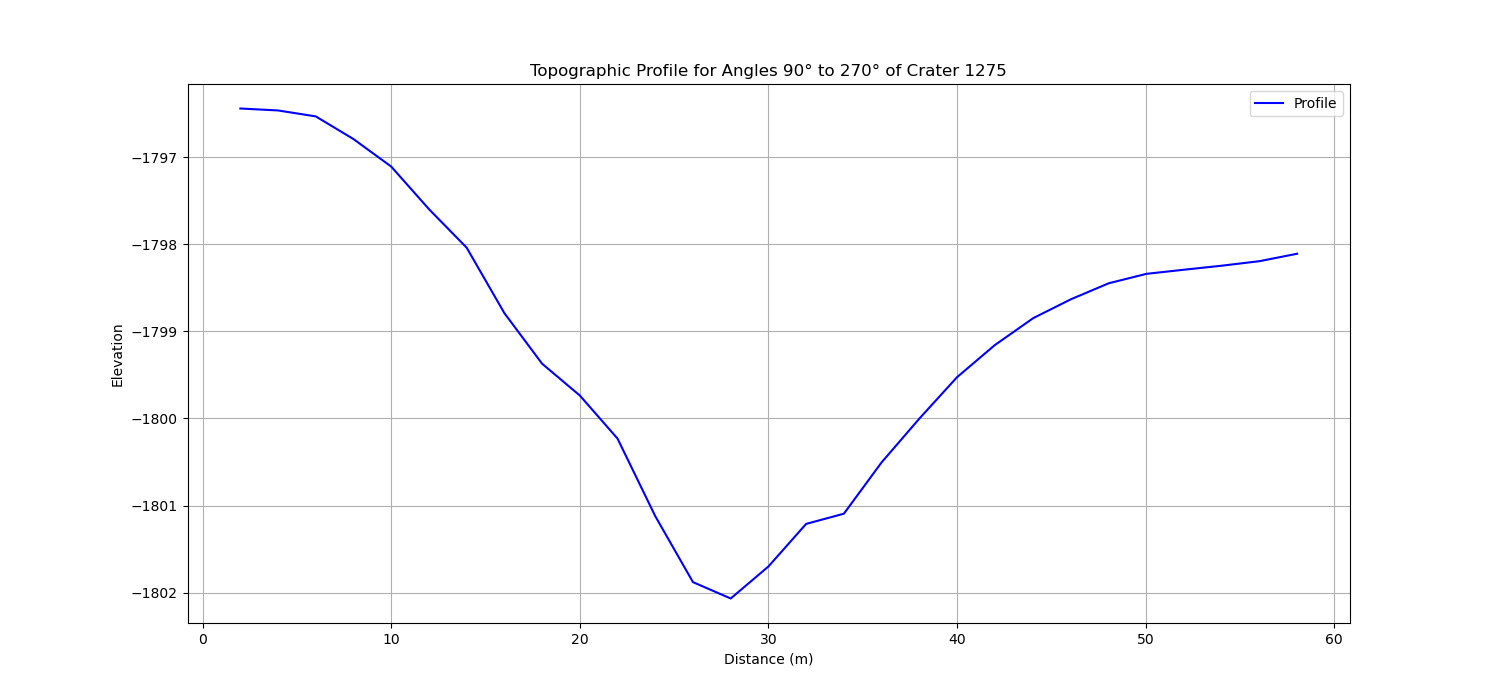 Topographic Profile for Angles 90° to 270° of Crater 1275
Profile
−1797
−1798
−1799
−1800
−1801
−1802
Elevation
0 10 20 30 40 50 60
Distance (m)